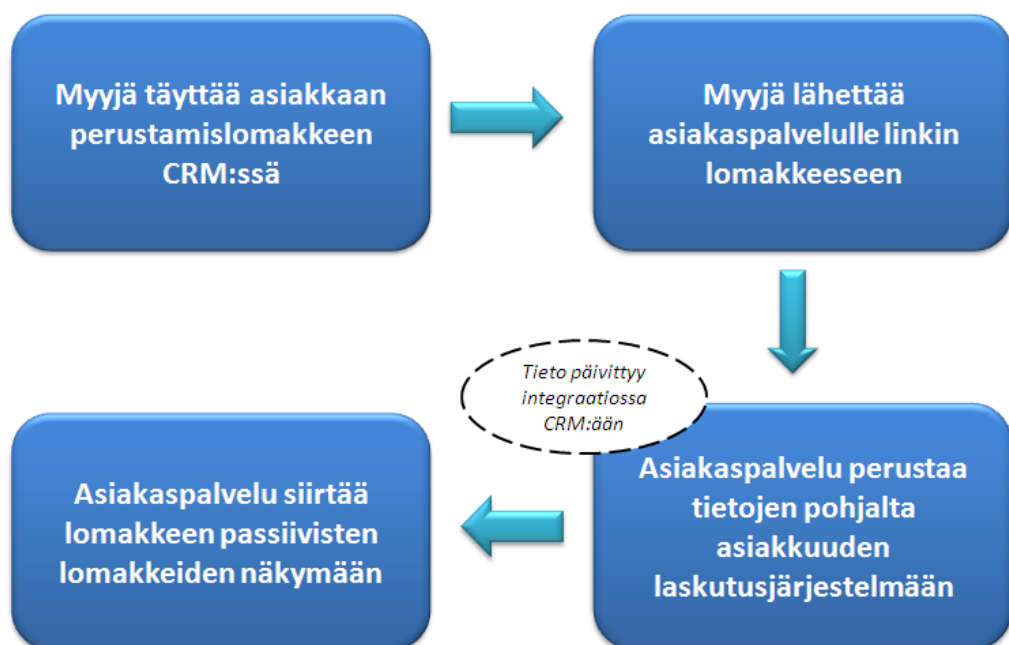 Myyjä täyttää asiakkaan
perustamislomakkeen
CRM:ssä
Myyjä lähettää
asiakaspalvelulle linkin
lomakkeeseen
Tieto päivittyy
integraatiossa
CRM:ään
Asiakaspalvelu perustaa
tietojen pohjalta
asiakkuuden
laskutusjärjestelmään
Asiakaspalvelu siirtää
lomakkeen passiivisten
lomakkeiden näkymään